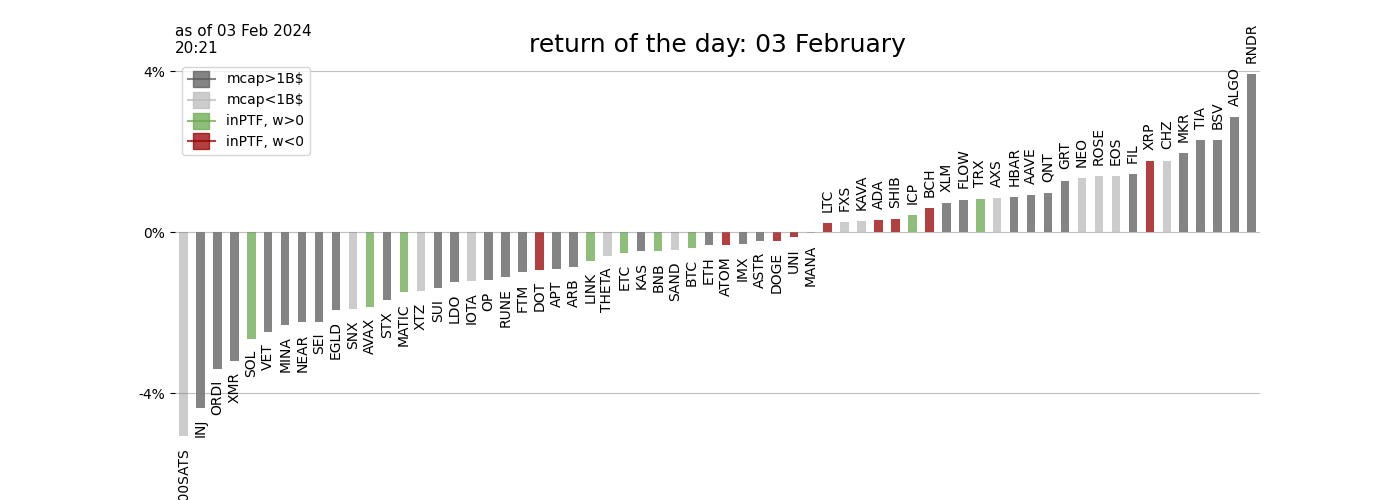 as of 03 Feb 2024
20:21
return of the day: 03 February
mcap>1B$
mcap<1B$
inPTF, w>0
inPTF, w<0
4%
0%
-4%
00SATS
INJ
ORDI
XMR
SOL
VET
MINA
NEAR
SEI
EGLD
SNX
AVAX
STX
MATIC
XTZ
SUI
LDO
IOTA
OP
RUNE
FTM
DOT
APT
ARB
LINK
THETA
ETC
KAS
BNB
SAND
BTC
ETH
ATOM
IMX
ASTR
DOGE
UNI
MANA
LTC
FXS
KAVA
ADA
SHIB
ICP
BCH
XLM
FLOW
TRX
AXS
HBAR
AAVE
QNT
GRT
NEO
ROSE
EOS
FIL
XRP
CHZ
MKR
TIA
BSV
ALGO
RNDR